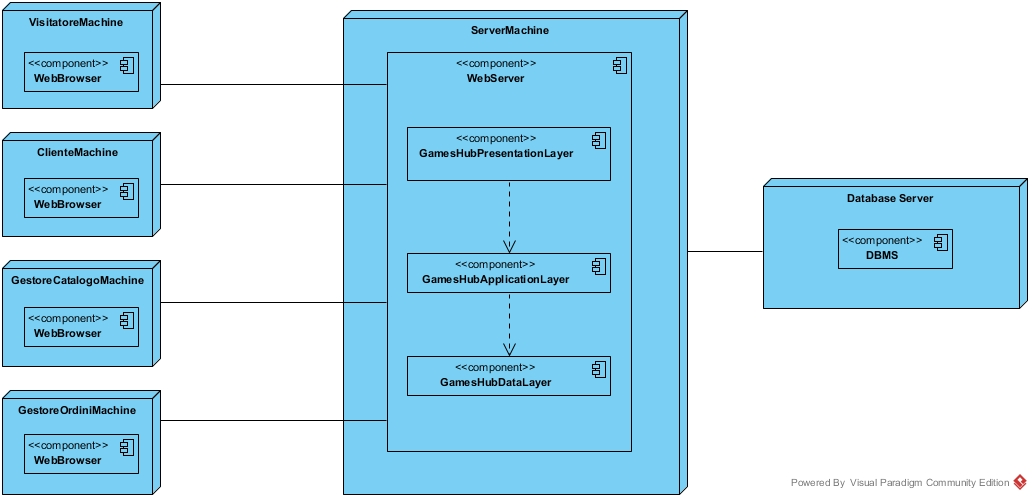 VisitatoreMachine
<<component>>
WebBrowser
ClienteMachine
<<component>>
WebBrowser
GestoreCatalogoMachine
<<component>>
WebBrowser
GestoreOrdiniMachine
<<component>>
WebBrowser
ServerMachine
<<component>>
WebServer
<<component>>
GamesHubPresentationLayer
<<component>>
GamesHubApplicationLayer
<<component>>
GamesHubDataLayer
Database Server
<<component>>
DBMS
Powered By Visual Paradigm Community Edition